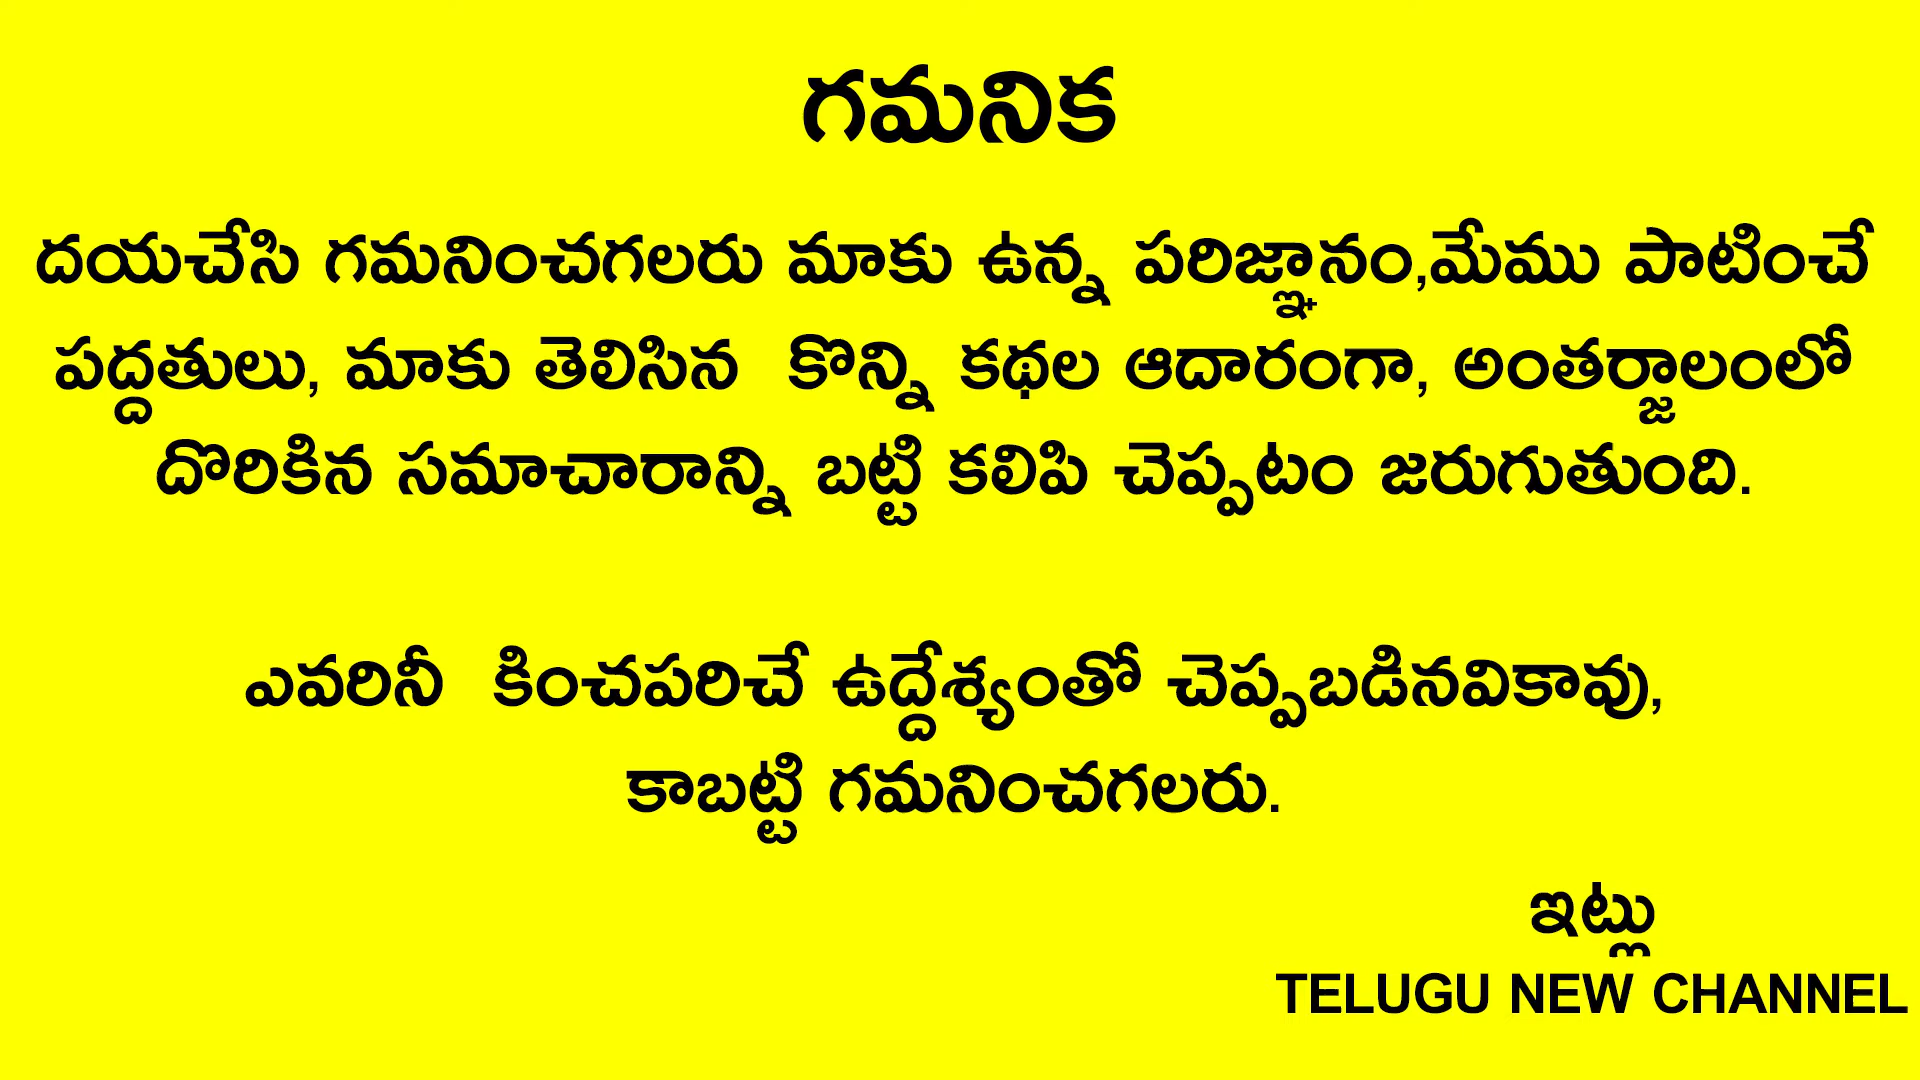 గమనిక
దయచేసి గమనించగలరు మాకు ఉన్న పరిజ్ఞానం,మేము పాటించే
పద్దతులు, మాకు తెలిసిన కొన్ని కథల ఆదారంగా, అంతర్జాలంలో
దొరికిన సమాచారాన్ని బట్టి కలిపి చెప్పటం జరుగుతుంది.
ఎవరినీ కించపరిచే ఉద్దేశ్యంతో చెప్పబడినవికావు,
కాబట్టి గమనించగలరు.
ఇట్లు
TELUGU NEW CHANNEL